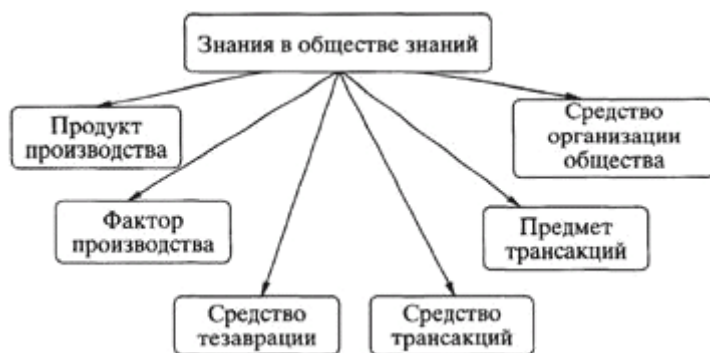 Знания в обществе знаний
Продукт
производства
Средство
организации
общества
Фактор
производства
Предмет
трансакций
Средство
тезаврации
Средство
трансакций